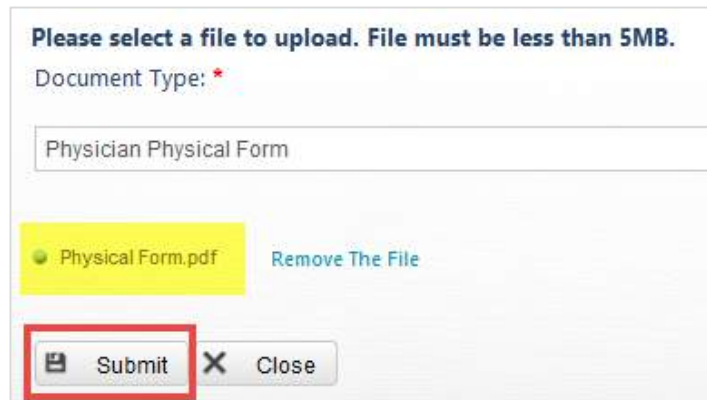 Please select a file to upload. File must be less than 5MB.
Document Type: *
Physician Physical Form
Physical Form.pdf Remove The File
Submit Close